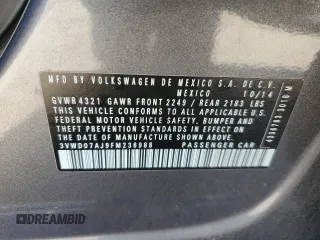 MFD. BY VOLKSWAGEN DE MEXICO S.A. DE C.V.
MEXICO 10/14
GVWR 4321 GAWR FRONT 2249 / REAR 2183 LBS
THIS VEHICLE CONFORMS TO ALL APPLICABLE U.S.
FEDERAL MOTOR VEHICLE SAFETY, BUMPER AND
THEFT PREVENTION STANDARDS IN EFFECT ON THE
DATE OF MANUFACTURE SHOWN ABOVE.
3VWD07AJ9FM236988
PASSENGER CAR
DREAMBID